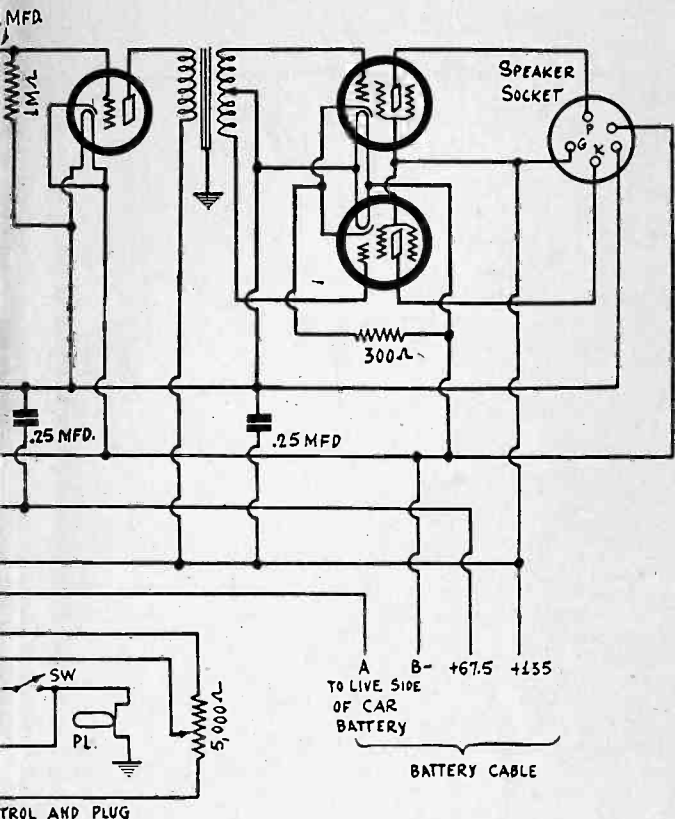 MFD.
1MΩ
SPEAKER
SOCKET
P
G
K
300Ω
.25 MFD.
.25 MFD
A
B-
+67.5
+135
TO LIVE SIDE
OF CAR
BATTERY
BATTERY CABLE
SW
PL.
5,000Ω
TROL AND PLUG